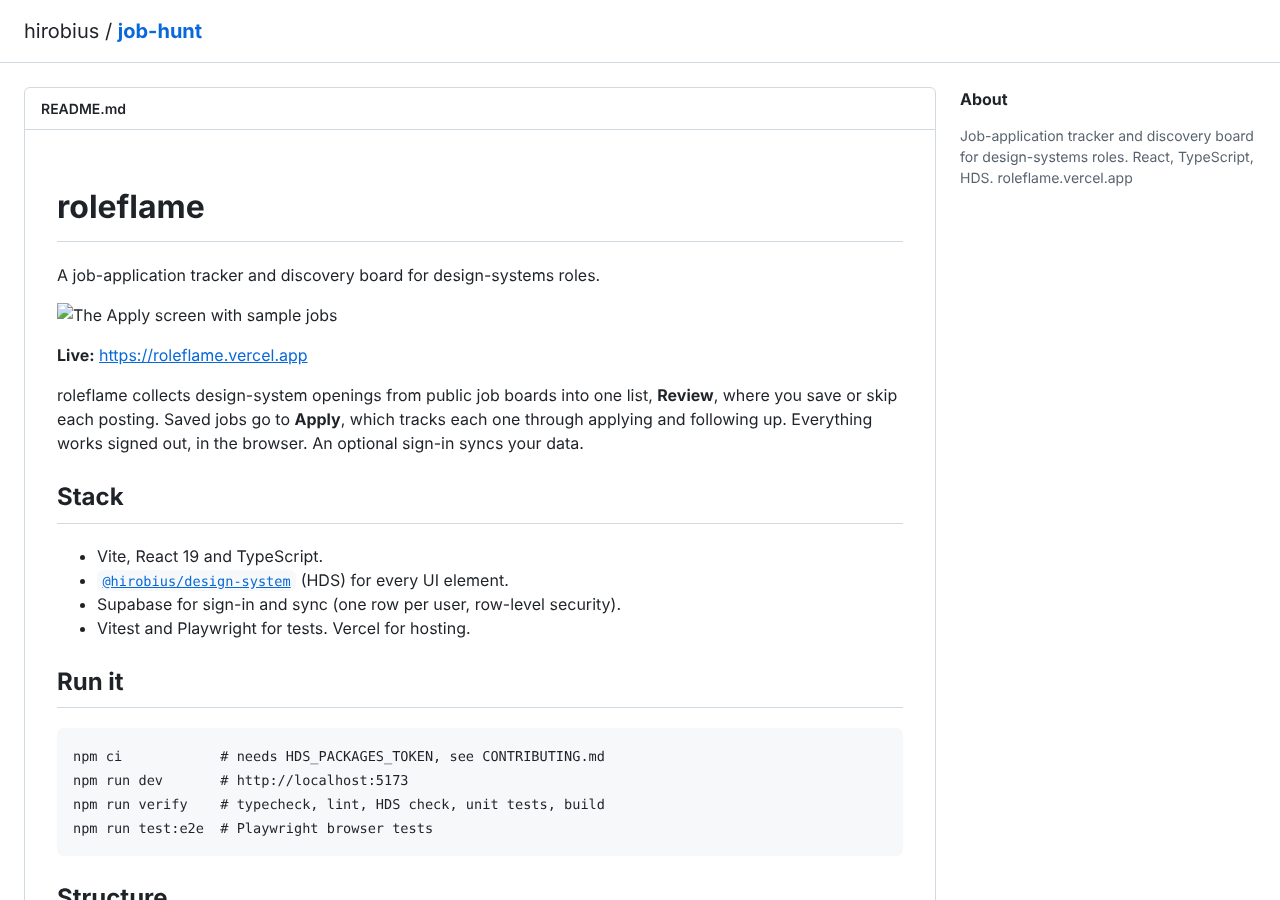 hirobius / job-hunt
README.md
roleflame
A job-application tracker and discovery board for design-systems roles.
The Apply screen with sample jobs
Live: https://roleflame.vercel.app
roleflame collects design-system openings from public job boards into one list, Review, where you save or skip
each posting. Saved jobs go to Apply, which tracks each one through applying and following up. Everything
works signed out, in the browser. An optional sign-in syncs your data.
Stack
Vite, React 19 and TypeScript.
@hirobius/design-system (HDS) for every UI element.
Supabase for sign-in and sync (one row per user, row-level security).
Vitest and Playwright for tests. Vercel for hosting.
Run it
npm ci            # needs HDS_PACKAGES_TOKEN, see CONTRIBUTING.md
npm run dev       # http://localhost:5173
npm run verify    # typecheck, lint, HDS check, unit tests, build
npm run test:e2e  # Playwright browser tests
Structure
About
Job-application tracker and discovery board
for design-systems roles. React, TypeScript,
HDS. roleflame.vercel.app